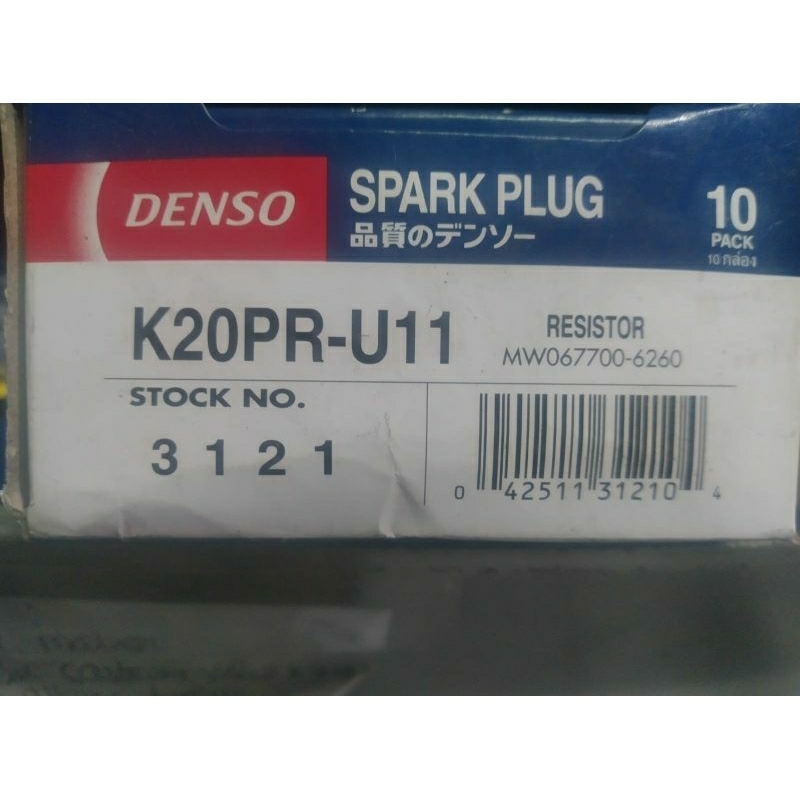 DENSO
SPARK PLUG
品質のデンソー
10
PACK
10 กล่อง
K20PR-U11
RESISTOR
MW067700-6260
STOCK NO.
3121
0 42511 31210 4